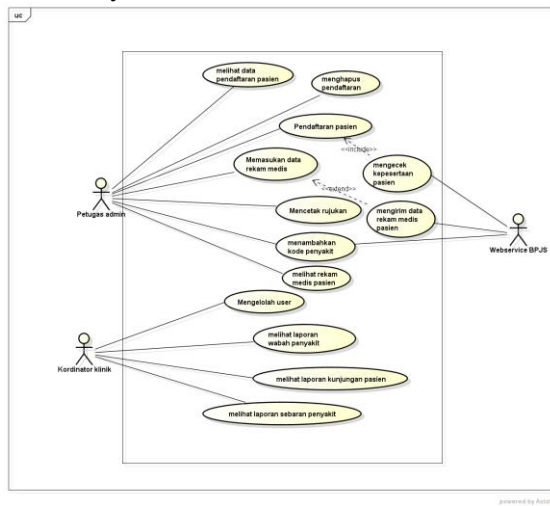 uc
melihat data
pendaftaran pasien
menghapus
pendaftaran
Pendaftaran pasien
<<include>>
Memasukan data
rekam medis
mengecek
kepesertaan
pasien
<<extend>>
Petugas admin
Mencetak rujukan
mengirim data
rekam medis
pasien
menambahkan
kode penyakit
Webservice BPJS
melihat rekam
medis pasien
Mengelolah user
melihat laporan
wabah penyakit
Kordinator klinik
melihat laporan kunjungan pasien
melihat laporan sebaran penyakit
powered by Astah